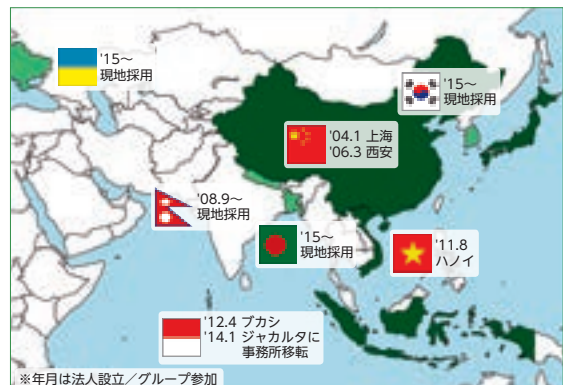 '15～
現地採用
'15～
現地採用
'04.1 上海
'06.3 西安
'08.9～
現地採用
'15～
現地採用
'11.8
ハノイ
'12.4 ブカシ
'14.1 ジャカルタに
事務所移転
※年月は法人設立／グループ参加